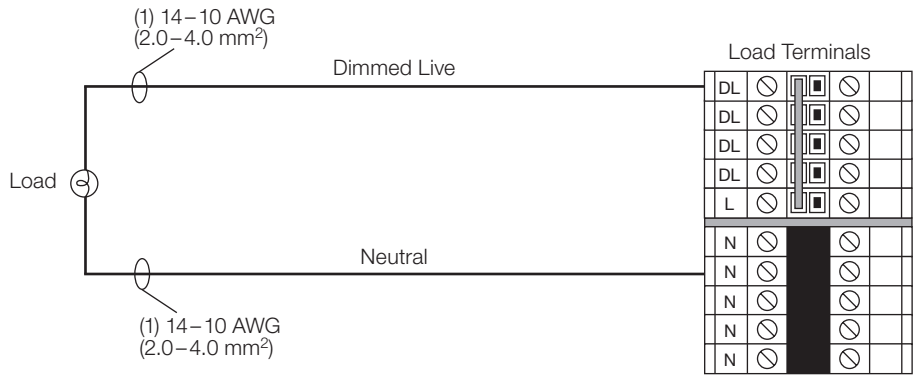 (1) 14–10 AWG
(2.0–4.0 mm²)
Load Terminals
Dimmed Live
DL
DL
DL
DL
L
Load
N
Neutral
N
N
N
N
(1) 14–10 AWG
(2.0–4.0 mm²)